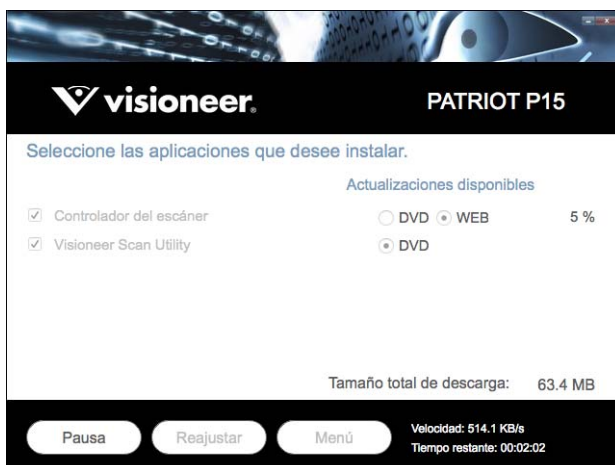 visioneer®
PATRIOT P15
Seleccione las aplicaciones que desee instalar.
Actualizaciones disponibles
Controlador del escáner DVD WEB 5 %
Visioneer Scan Utility DVD
Tamaño total de descarga: 63.4 MB
Pausa Reajustar Menú
Velocidad: 514.1 KB/s
Tiempo restante: 00:02:02